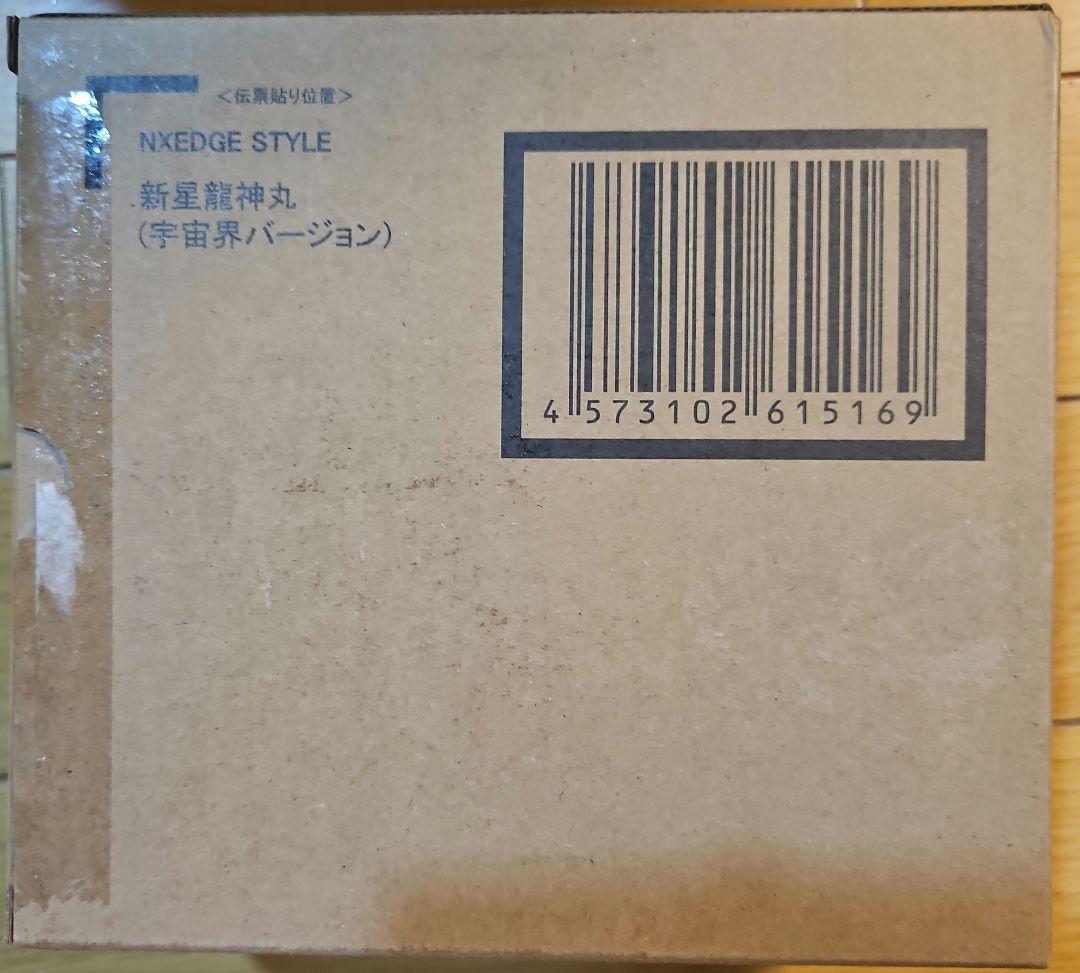 ＜伝票貼り位置＞
NXEDGE STYLE
新星龍神丸
(宇宙界バージョン)
4 573102 615169